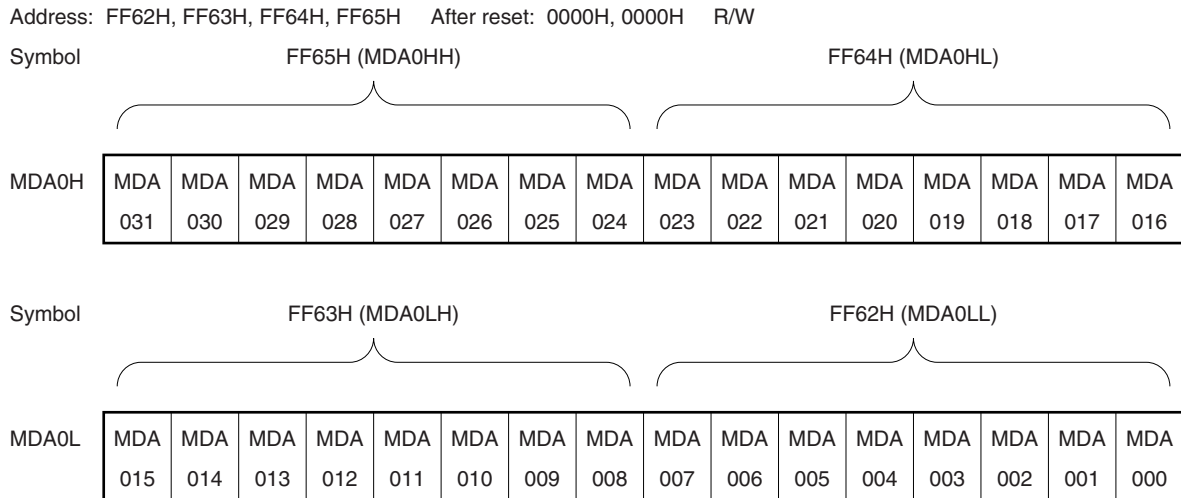 Address: FF62H, FF63H, FF64H, FF65H After reset: 0000H, 0000H R/W
Symbol FF65H (MDA0HH) FF64H (MDA0HL)
MDA0H MDA MDA MDA MDA MDA MDA MDA MDA MDA MDA MDA MDA MDA MDA MDA MDA
031 030 029 028 027 026 025 024 023 022 021 020 019 018 017 016
Symbol FF63H (MDA0LH) FF62H (MDA0LL)
MDA0L MDA MDA MDA MDA MDA MDA MDA MDA MDA MDA MDA MDA MDA MDA MDA MDA
015 014 013 012 011 010 009 008 007 006 005 004 003 002 001 000